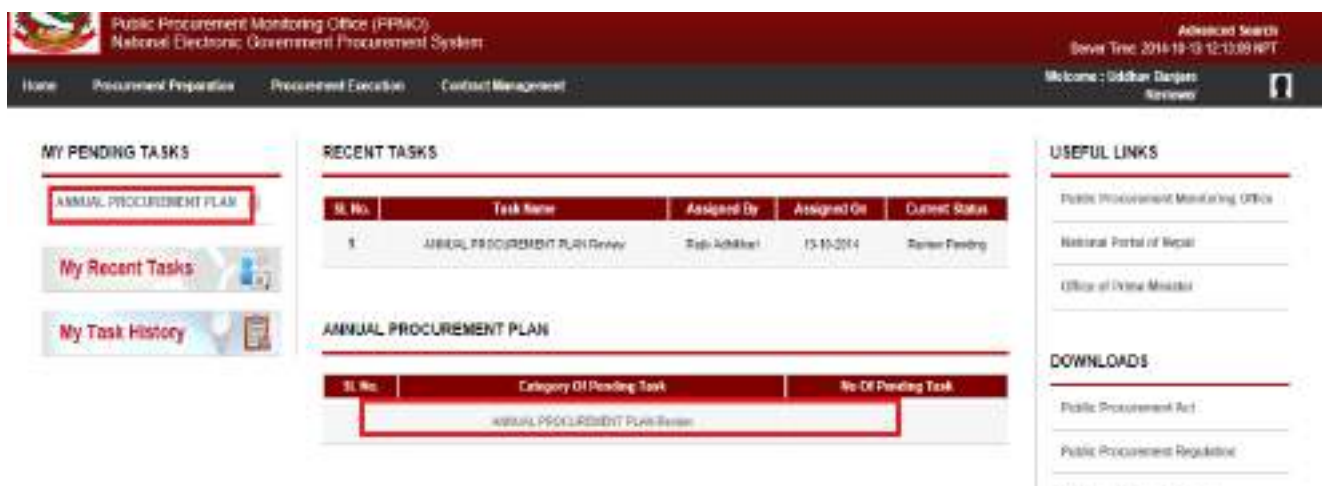 Public Procurement Monitoring Office (PPMO)
National Electronic Government Procurement System
Advanced Search
Server Time: 2014-10-13 12:13:09 NPT
Home Procurement Preparation Procurement Execution Contract Management
Welcome : Uddhav
Reviewer
MY PENDING TASKS
ANNUAL PROCUREMENT PLAN
My Recent Tasks
My Task History
RECENT TASKS
SL No. Task Name Assigned By Assigned On Current Status
1 ANNUAL PROCUREMENT PLAN Review Adhikari 13-10-2014 Review Pending
ANNUAL PROCUREMENT PLAN
SL No. Category Of Pending Task No Of Pending Task
ANNUAL PROCUREMENT PLAN Review
USEFUL LINKS
Public Procurement Monitoring Office
National Portal of Nepal
Office of Prime Minister
DOWNLOADS
Public Procurement Act
Public Procurement Regulation